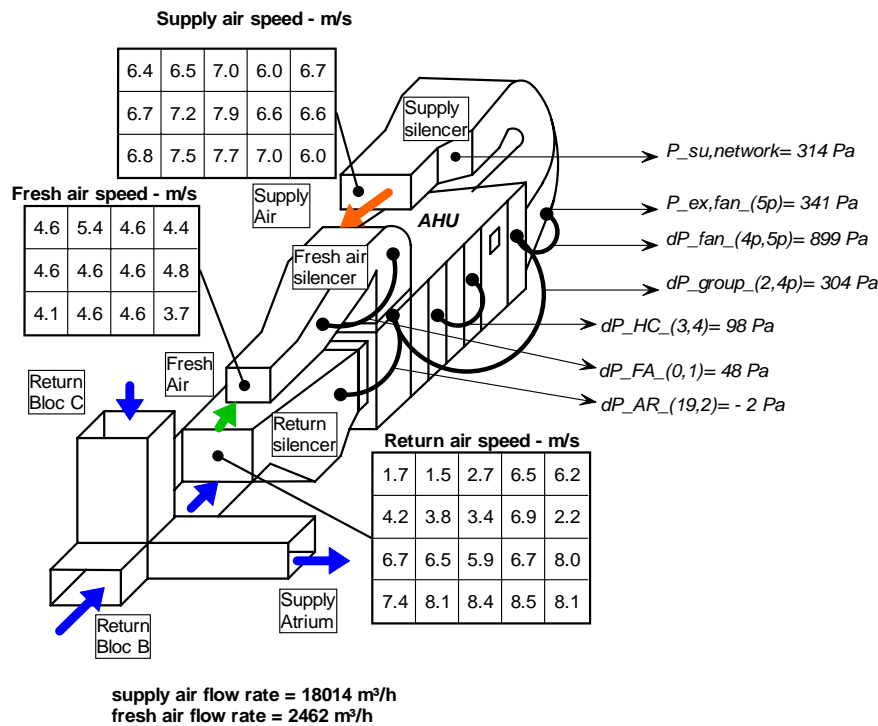 Supply air speed - m/s
6.4 6.5 7.0 6.0 6.7
6.7 7.2 7.9 6.6 6.6
6.8 7.5 7.7 7.0 6.0
Supply
silencer
P_su,network= 314 Pa
Fresh air speed - m/s
4.6 5.4 4.6 4.4
4.6 4.6 4.6 4.8
4.1 4.6 4.6 3.7
Supply
Air
AHU
P_ex,fan_(5p)= 341 Pa
dP_fan_(4p,5p)= 899 Pa
Fresh air
silencer
dP_group_(2,4p)= 304 Pa
dP_HC_(3,4)= 98 Pa
Fresh
Air
dP_FA_(0,1)= 48 Pa
dP_AR_(19,2)= - 2 Pa
Return
Bloc C
Return
silencer
Return air speed - m/s
1.7 1.5 2.7 6.5 6.2
4.2 3.8 3.4 6.9 2.2
6.7 6.5 5.9 6.7 8.0
7.4 8.1 8.4 8.5 8.1
Supply
Atrium
Return
Bloc B
supply air flow rate = 18014 m³/h
fresh air flow rate = 2462 m³/h